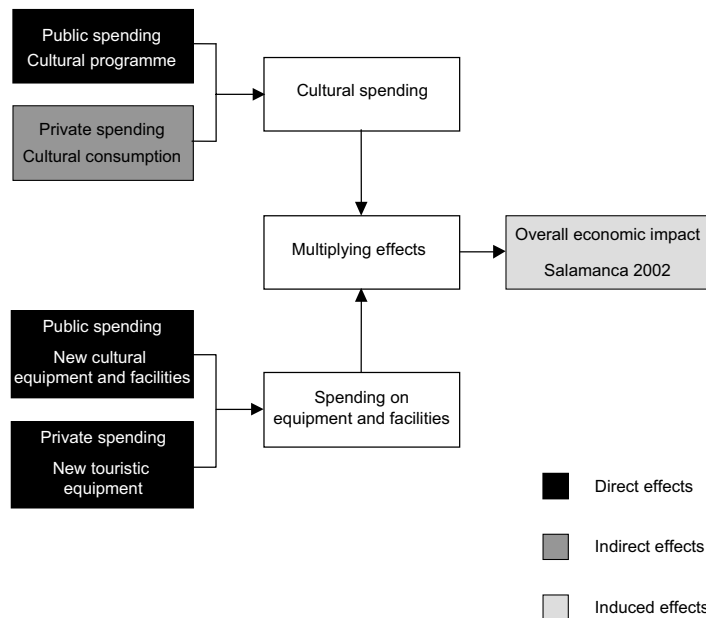 Public spending
Cultural programme
Private spending
Cultural consumption
Cultural spending
Multiplying effects
Overall economic impact
Salamanca 2002
Public spending
New cultural
equipment and facilities
Private spending
New touristic
equipment
Spending on
equipment and facilities
Direct effects
Indirect effects
Induced effects